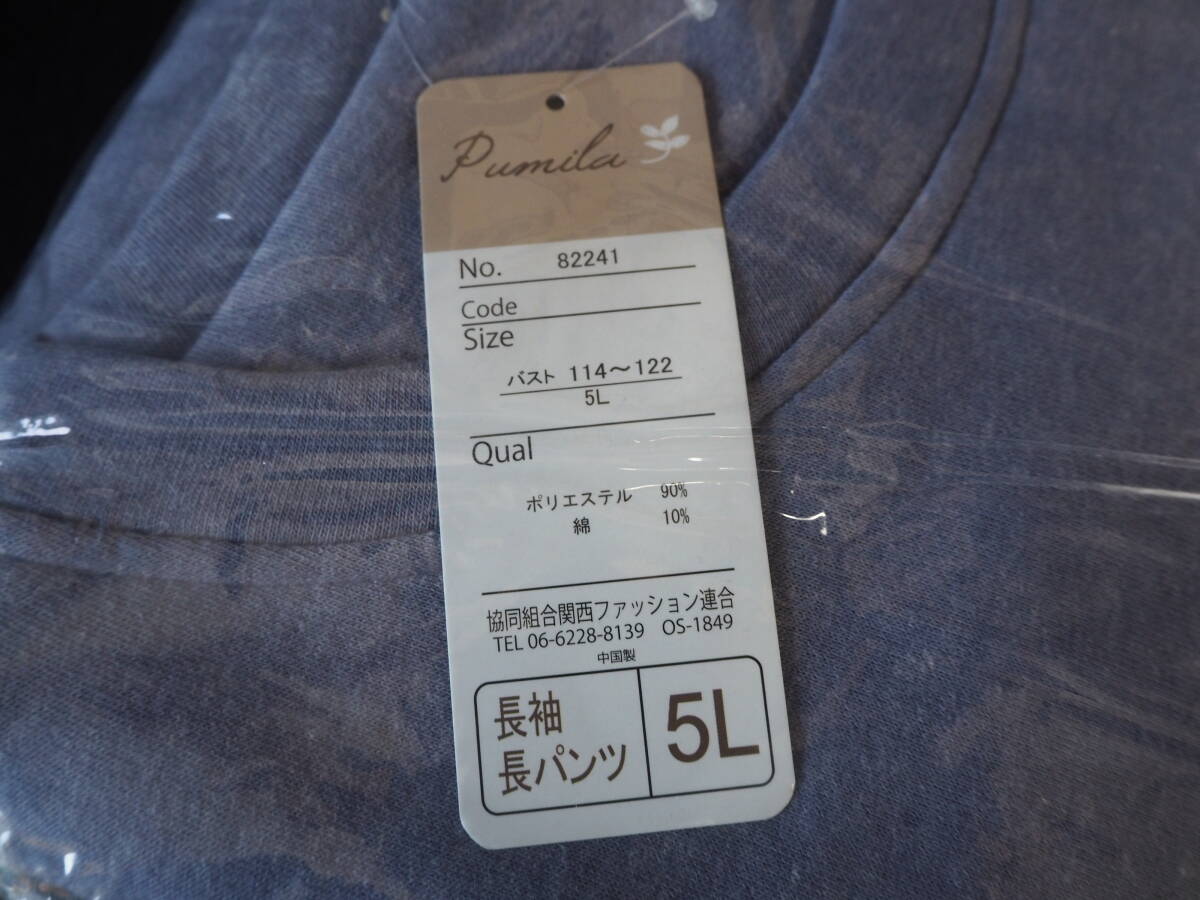 Pumila
No. 82241
Code
Size
バスト 114～122
5L
Qual
ポリエステル 90%
綿 10%
協同組合関西ファッション連合
TEL 06-6228-8139 OS-1849
中国製
長袖
長パンツ
5L